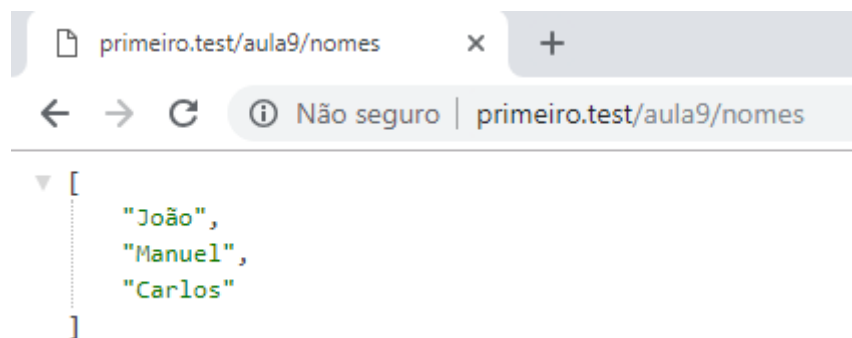 primeiro.test/aula9/nomes
Não seguro | primeiro.test/aula9/nomes
[
"João",
"Manuel",
"Carlos"
]